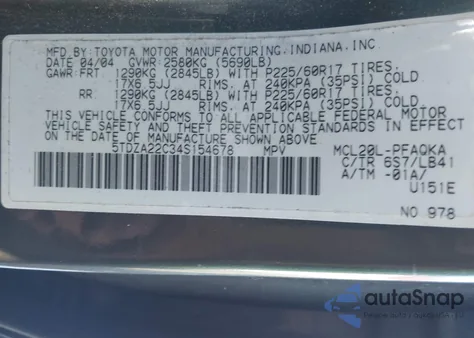 MFD.BY:TOYOTA MOTOR MANUFACTURING,INDIANA,INC.
DATE 04/04 GVWR:2580KG (5690LB)
GAWR:FRT. 1290KG (2845LB) WITH P225/60R17 TIRES,
17X6.5JJ RIMS, AT 240KPA (35PSI) COLD
RR: 1290KG (2845LB) WITH P225/60R17 TIRES,
17X6.5JJ RIMS, AT 240KPA (35PSI) COLD.
THIS VEHICLE CONFORMS TO ALL APPLICABLE FEDERAL MOTOR
VEHICLE SAFETY, BUMPER, AND THEFT PREVENTION STANDARDS
IN EFFECT ON THE DATE OF MANUFACTURE SHOWN ABOVE.
5TDZA22C34S154678 MPV MCL20L-PFAQKA
C/TR 6S7/LB41
A/TM -01A/
U151E
NO 978
autoSnap